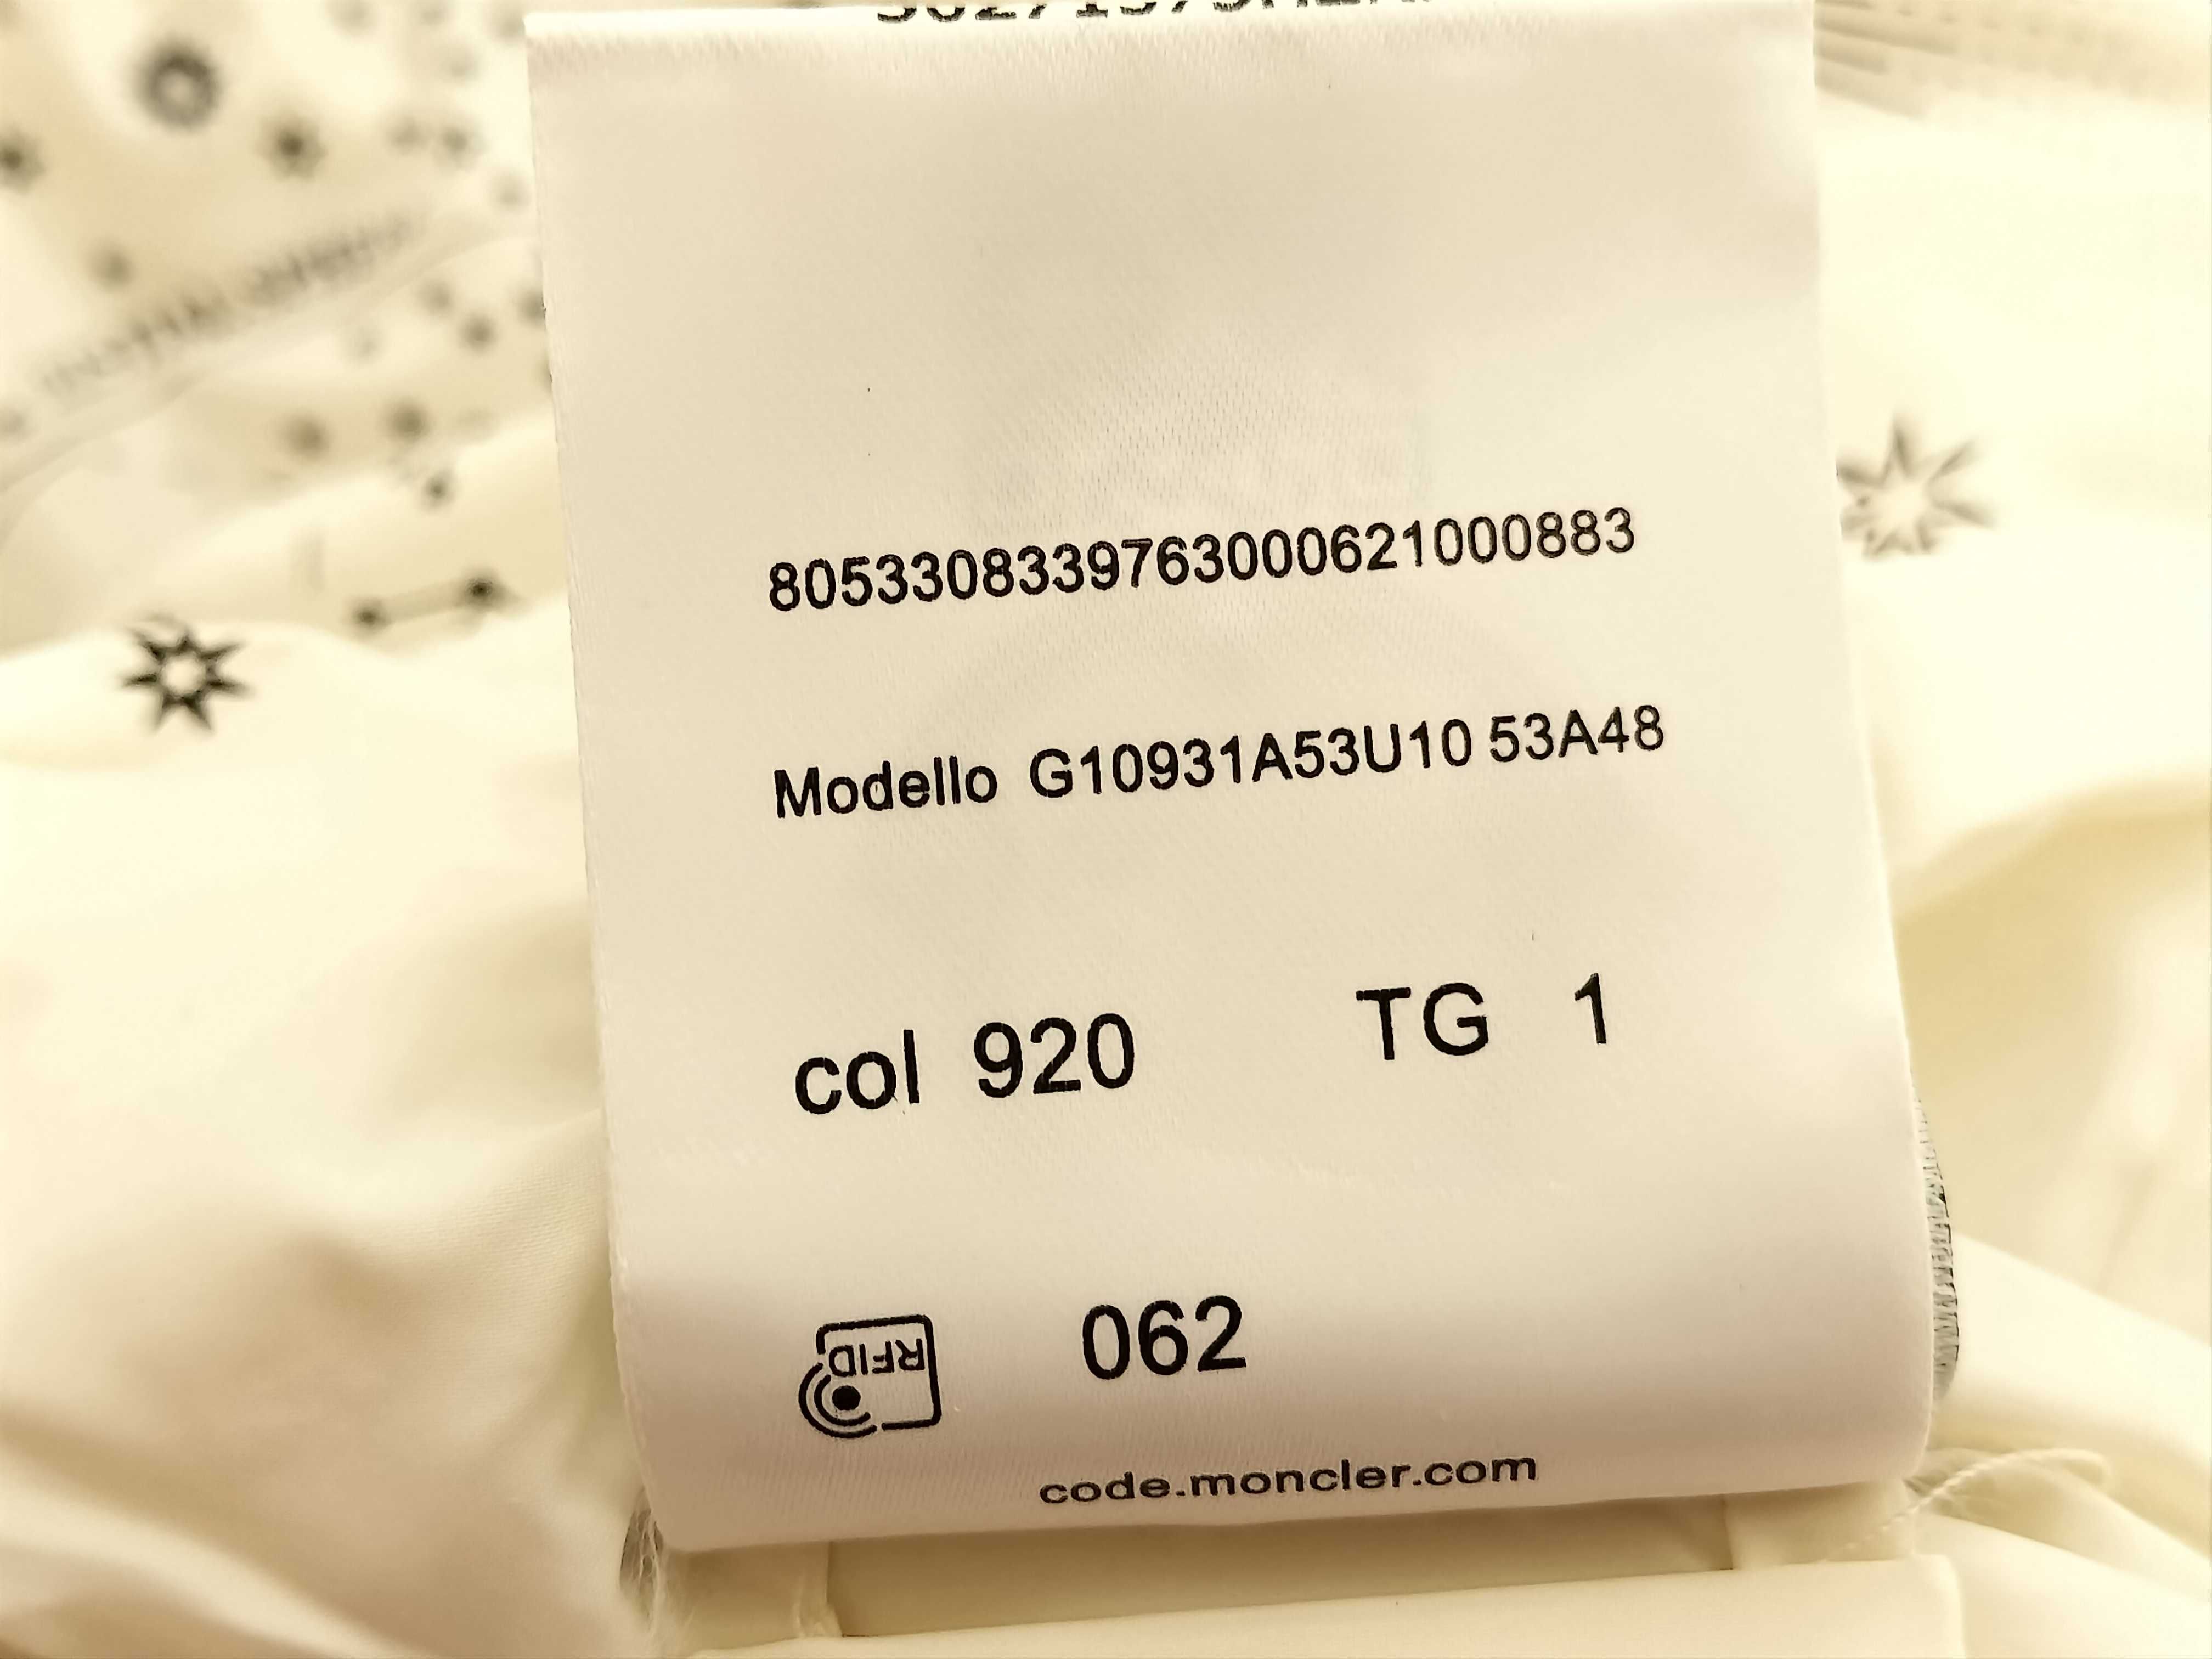 8053308339763000621000883
Modello G10931A53U10 53A48
col 920 TG 1
RFID 062
code.moncler.com